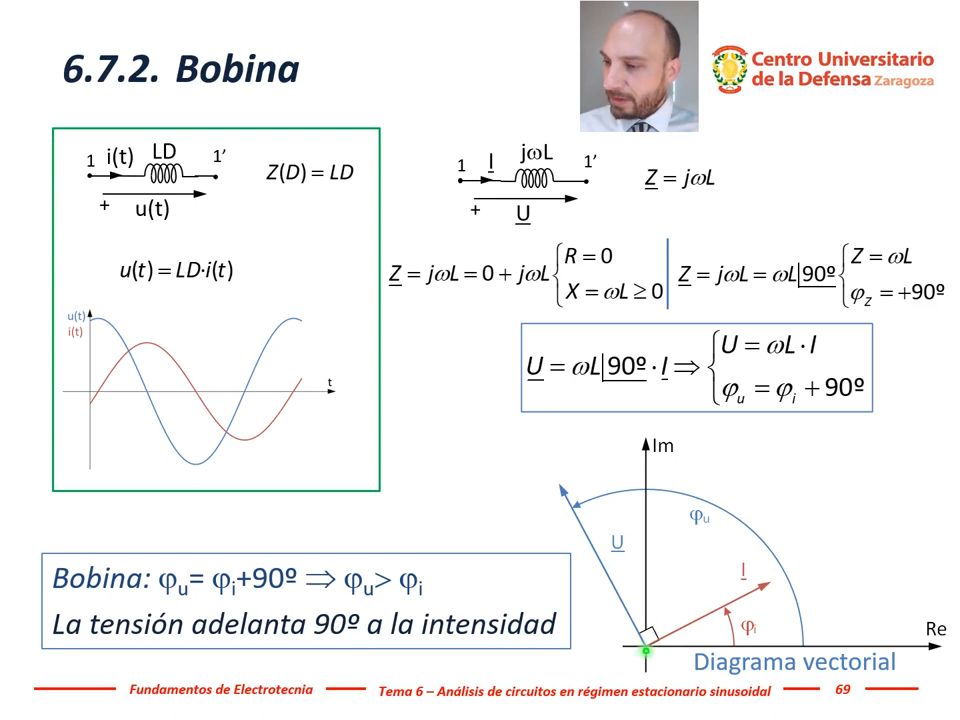 6.7.2. Bobina
Centro Universitario
de la Defensa Zaragoza
1 i(t) LD 1’
Z(D) = LD
+ u(t)
u(t) = LD·i(t)
u(t)
i(t)
t
1 I jωL 1’
Z = jωL
+ U
Z = jωL = 0 + jωL { R = 0
X = ωL ≥ 0
Z = jωL = ωL|90º { Z = ωL
φZ = +90º
U = ωL|90º · I ⇒ { U = ωL · I
φu = φi + 90º
Im
φu
U
I
φi
Re
Diagrama vectorial
Bobina: φu= φi+90º ⇒ φu> φi
La tensión adelanta 90º a la intensidad
Fundamentos de Electrotecnia
Tema 6 – Análisis de circuitos en régimen estacionario sinusoidal
69